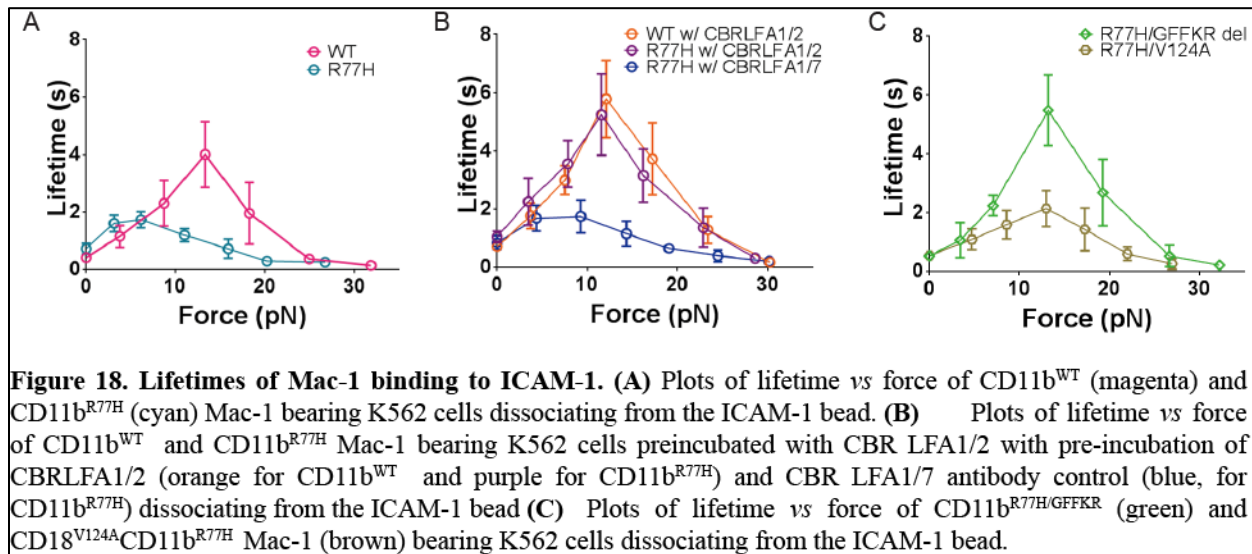 A
WT
R77H
Lifetime (s)
8
6
4
2
0
0 10 20 30
Force (pN)
B
WT w/ CBRLFA1/2
R77H w/ CBRLFA1/2
R77H w/ CBRLFA1/7
Lifetime (s)
8
6
4
2
0
0 10 20 30
Force (pN)
C
R77H/GFFKR del
R77H/V124A
Lifetime (s)
8
6
4
2
0
0 10 20 30
Force (pN)
Figure 18. Lifetimes of Mac-1 binding to ICAM-1. (A) Plots of lifetime vs force of CD11bWT (magenta) and
CD11bR77H (cyan) Mac-1 bearing K562 cells dissociating from the ICAM-1 bead. (B) Plots of lifetime vs force
of CD11bWT and CD11bR77H Mac-1 bearing K562 cells preincubated with CBR LFA1/2 with pre-incubation of
CBRLFA1/2 (orange for CD11bWT and purple for CD11bR77H) and CBR LFA1/7 antibody control (blue, for
CD11bR77H) dissociating from the ICAM-1 bead (C) Plots of lifetime vs force of CD11bR77H/GFFKR (green) and
CD18V124ACD11bR77H Mac-1 (brown) bearing K562 cells dissociating from the ICAM-1 bead.